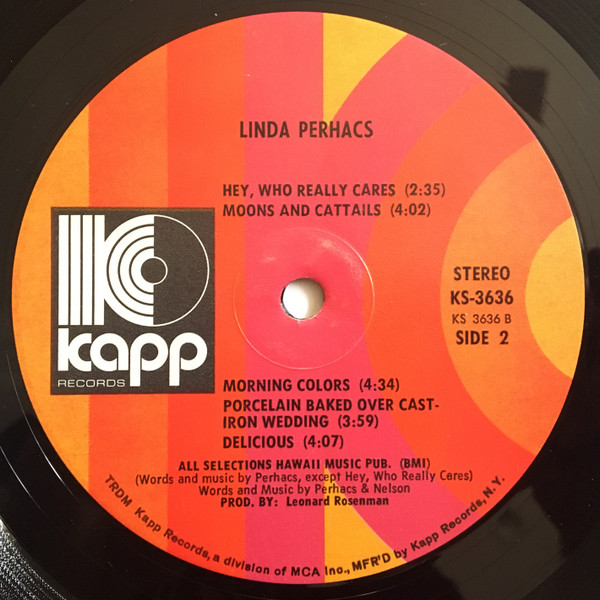 LINDA PERHACS
HEY, WHO REALLY CARES (2:35)
MOONS AND CATTAILS (4:02)
kapp
RECORDS
STEREO
KS-3636
KS 3636 B
SIDE 2
MORNING COLORS (4:34)
PORCELAIN BAKED OVER CAST-
IRON WEDDING (3:59)
DELICIOUS (4:07)
ALL SELECTIONS HAWAII MUSIC PUB. (BMI)
(Words and music by Perhacs, except Hey, Who Really Cares)
Words and Music by Perhacs & Nelson
PROD. BY: Leonard Rosenman
TRDM Kapp Records, a division of MCA Inc., MFR'D by Kapp Records, N.Y.